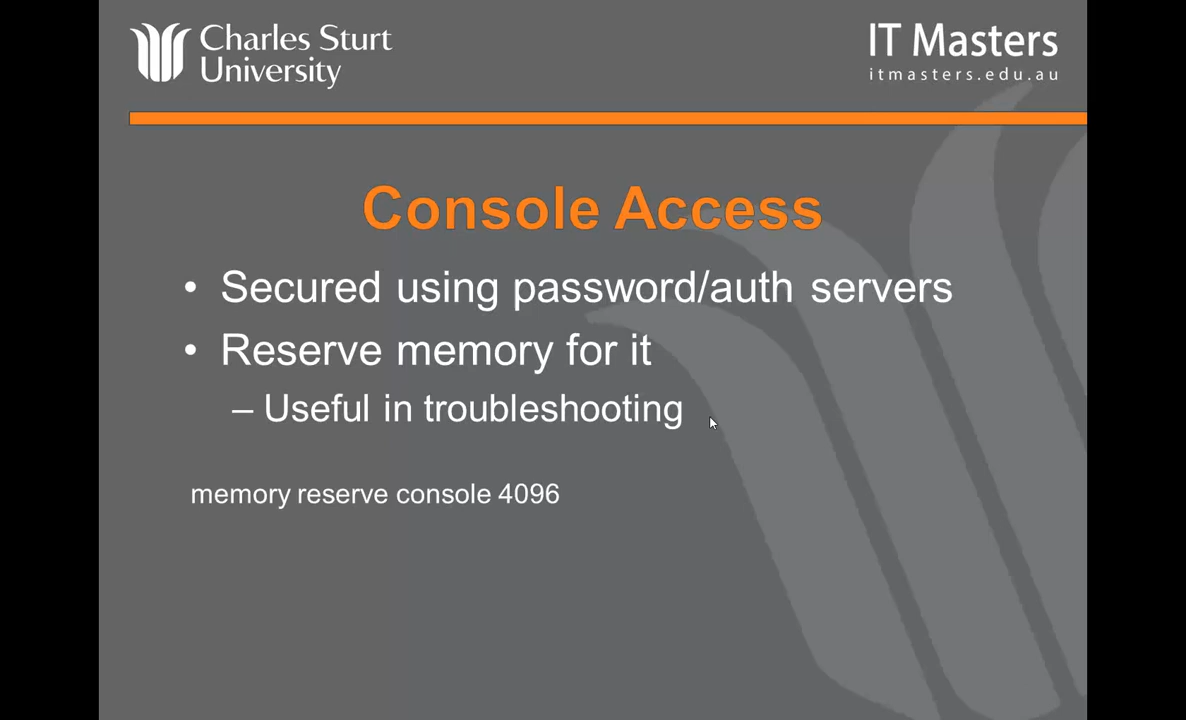 Charles Sturt
University
IT Masters
itmasters.edu.au
Console Access
• Secured using password/auth servers
• Reserve memory for it
– Useful in troubleshooting
memory reserve console 4096